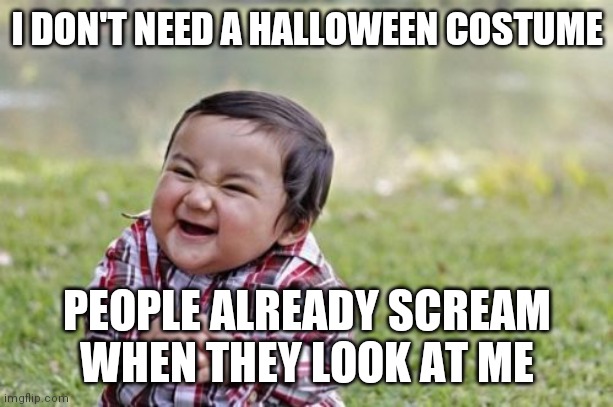 I DON'T NEED A HALLOWEEN COSTUME
PEOPLE ALREADY SCREAM
WHEN THEY LOOK AT ME
imgflip.com